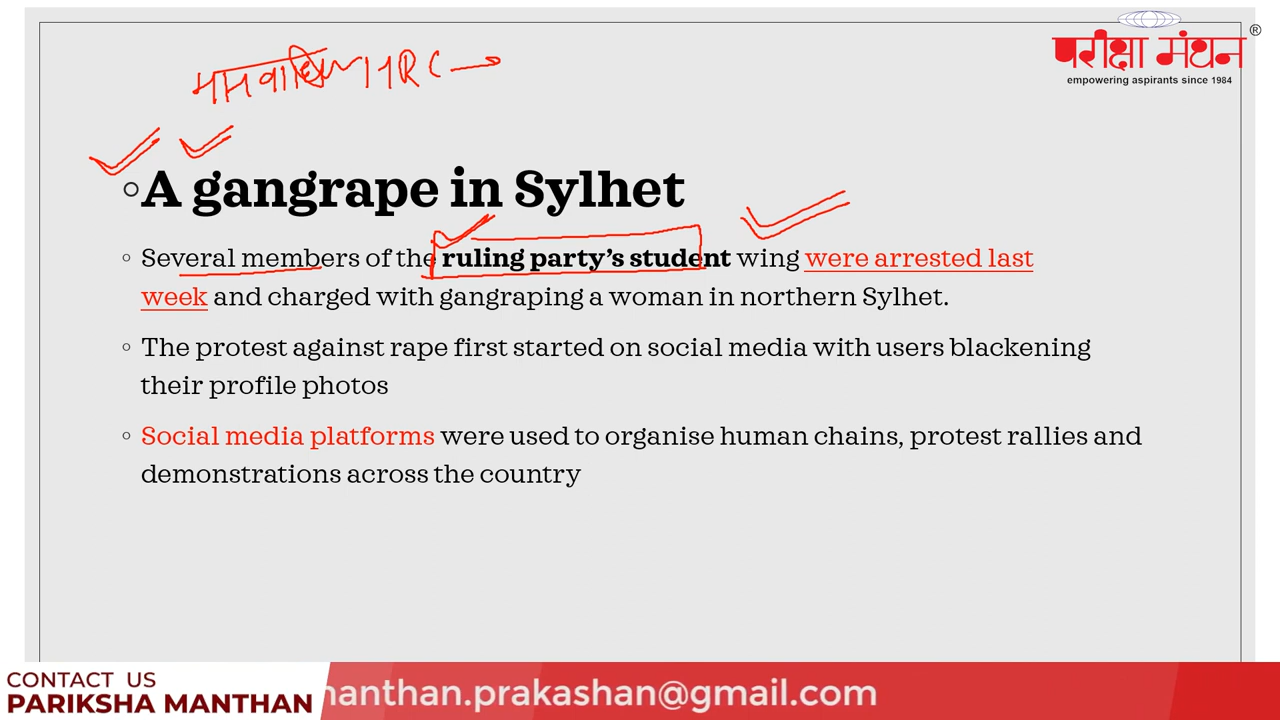 परीक्षा मंथन ®
empowering aspirants since 1984
A gangrape in Sylhet
Several members of the ruling party’s student wing were arrested last
week and charged with gangraping a woman in northern Sylhet.
The protest against rape first started on social media with users blackening
their profile photos
Social media platforms were used to organise human chains, protest rallies and
demonstrations across the country
CONTACT US
PARIKSHA MANTHAN
manthan.prakashan@gmail.com